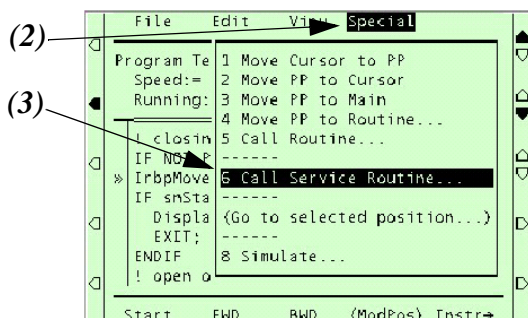 (2)
File Edit View Special
Program Te
1 Move Cursor to PP
Speed:=
2 Move PP to Cursor
Running:
3 Move PP to Main
4 Move PP to Routine...
! closin
5 Call Routine...
IF NOT P
------
(3)
» IrbpMove
6 Call Service Routine...
IF smSta
------
Displa
(Go to selected position...)
EXIT;
------
ENDIF
8 Simulate...
! open o
Start FWD BWD (ModPos) Instr→